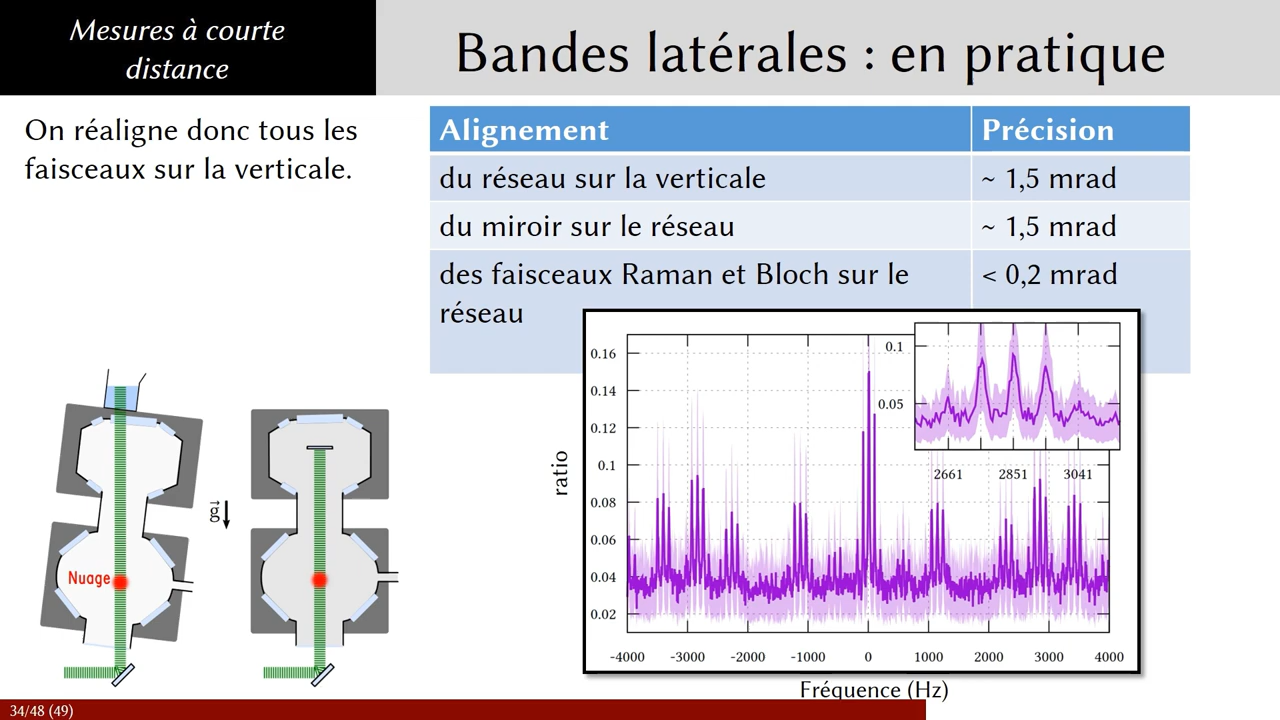 Mesures à courte
distance
Bandes latérales : en pratique
On réaligne donc tous les
faisceaux sur la verticale.
Alignement Précision
du réseau sur la verticale ~ 1,5 mrad
du miroir sur le réseau ~ 1,5 mrad
des faisceaux Raman et Bloch sur le < 0,2 mrad
réseau
Nuage
g⃗
ratio
0.16
0.14
0.12
0.1
0.08
0.06
0.04
0.02
-4000 -3000 -2000 -1000 0 1000 2000 3000 4000
Fréquence (Hz)
0.1
0.05
2661 2851 3041
34/48 (49)